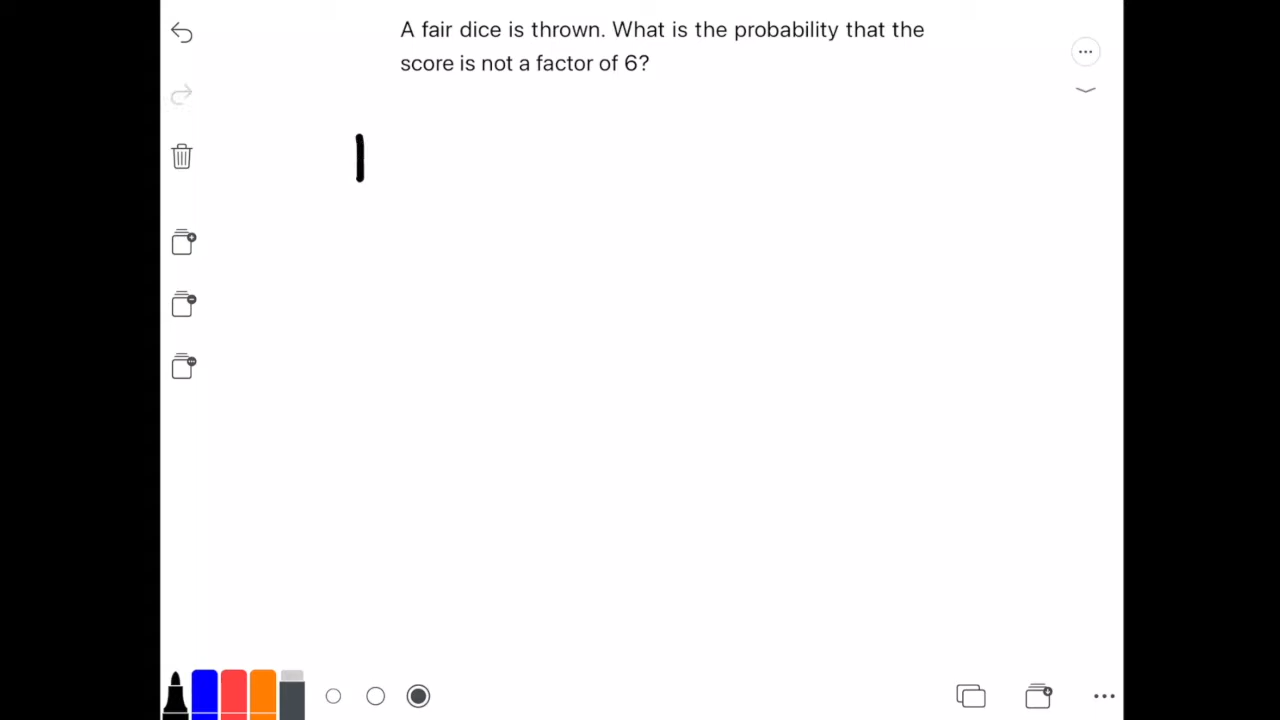 A fair dice is thrown. What is the probability that the
score is not a factor of 6?